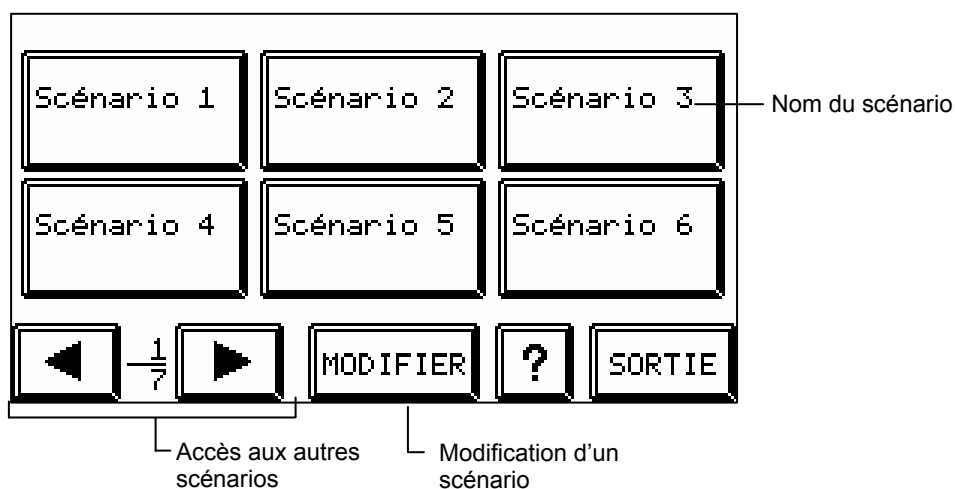 Scénario 1
Scénario 2
Scénario 3
Nom du scénario
Scénario 4
Scénario 5
Scénario 6
1
7
MODIFIER
?
SORTIE
Accès aux autres
scénarios
Modification d'un
scénario